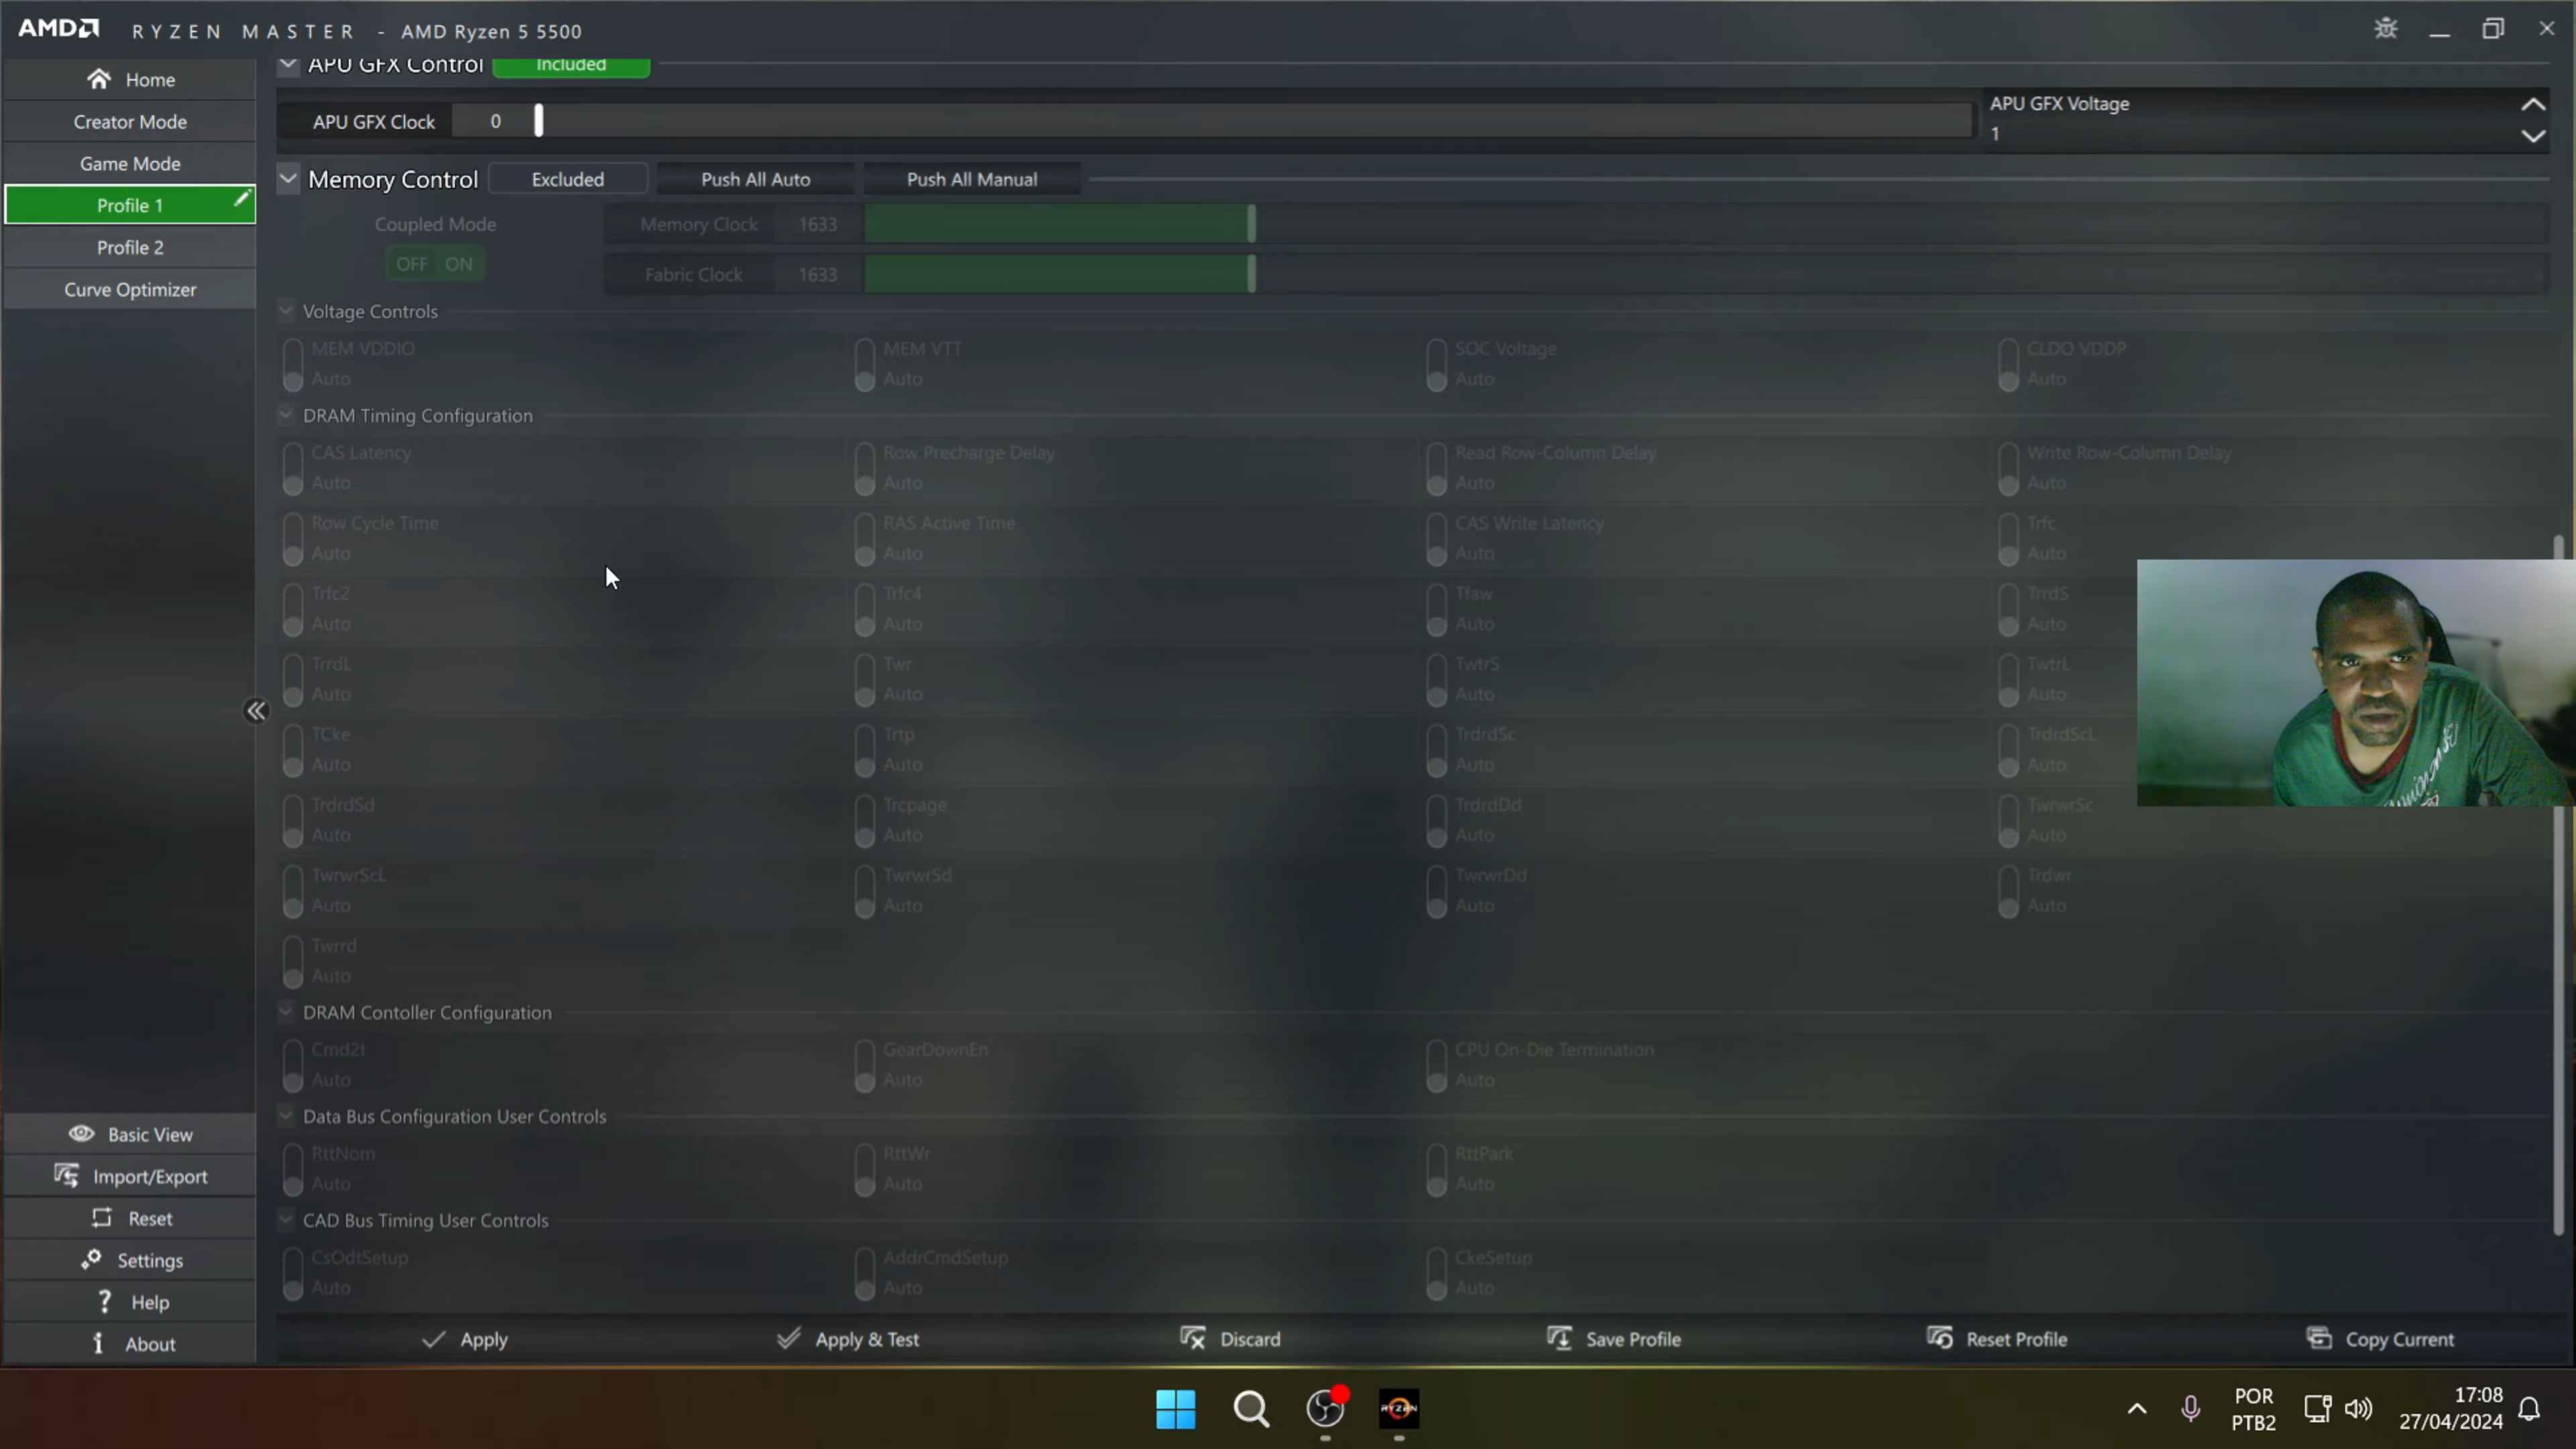 AMD RYZEN MASTER - AMD Ryzen 5 5500
Home
Creator Mode
Game Mode
Profile 1
Profile 2
Curve Optimizer
Basic View
Import/Export
Reset
Settings
Help
About
APU GFX Control Included
APU GFX Clock 0
APU GFX Voltage
1
Memory Control Excluded Push All Auto Push All Manual
Coupled Mode Memory Clock 1633
OFF ON Fabric Clock 1633
Voltage Controls
MEM VDDIO MEM VTT SOC Voltage CLDO VDDP
Auto Auto Auto Auto
DRAM Timing Configuration
CAS Latency Row Precharge Delay Read Row-Column Delay Write Row-Column Delay
Auto Auto Auto Auto
Row Cycle Time RAS Active Time CAS Write Latency Trfc
Auto Auto Auto Auto
Trfc2 Trfc4 Tfaw TrrdS
Auto Auto Auto Auto
TrrdL Twr TwtrS TwtrL
Auto Auto Auto Auto
TCke Trtp TrdrdSc TrdrdScL
Auto Auto Auto Auto
TrdrdSd Trcpage TrdrdDd TwrwrSc
Auto Auto Auto Auto
TwrwrScL TwrwrSd TwrwrDd Trdwr
Auto Auto Auto Auto
Twrrd
Auto
DRAM Contoller Configuration
Cmd2t GearDownEn CPU On-Die Termination
Auto Auto Auto
Data Bus Configuration User Controls
RttNom RttWr RttPark
Auto Auto Auto
CAD Bus Timing User Controls
CsOdtSetup AddrCmdSetup CkeSetup
Auto Auto Auto
Apply Apply & Test Discard Save Profile Reset Profile Copy Current
RYZEN
POR
PTB2
17:08
27/04/2024